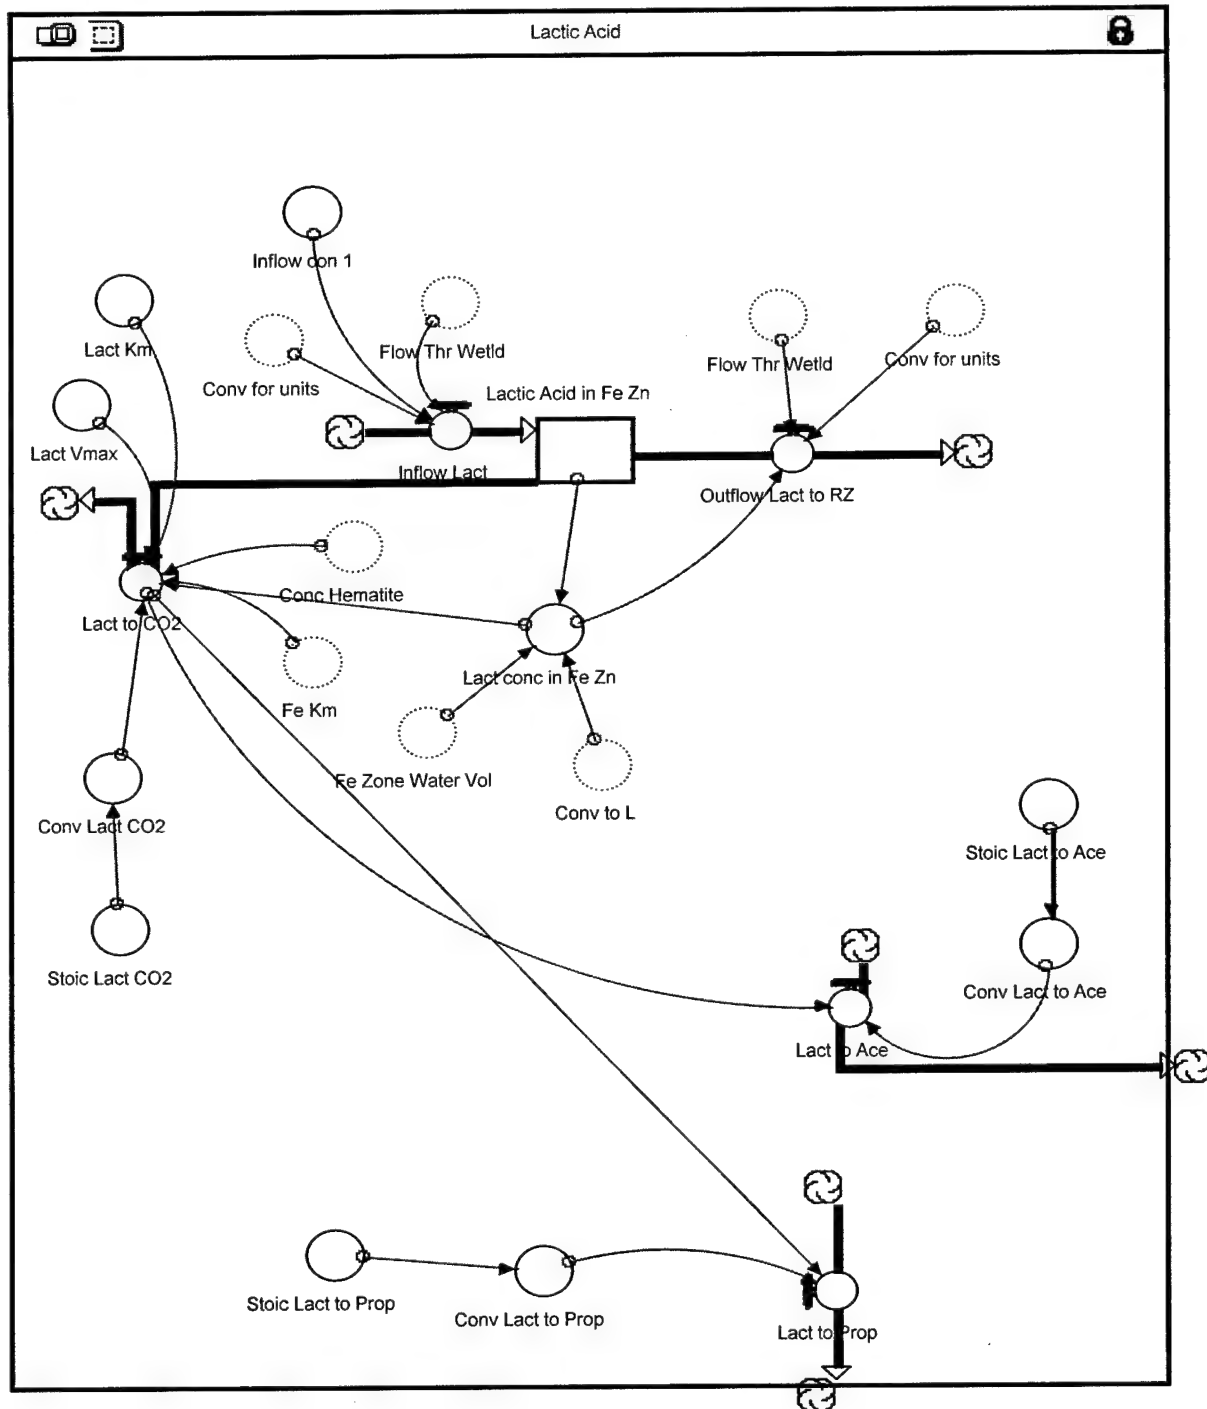 Lactic Acid
Inflow con 1
Lact Km
Flow Thr Wetld
Flow Thr Wetld
Conv for units
Conv for units
Lactic Acid in Fe Zn
Lact Vmax
Inflow Lact
Outflow Lact to RZ
Conc Hematite
Lact to CO2
Lact conc in Fe Zn
Fe Km
Fe Zone Water Vol
Conv to L
Conv Lact CO2
Stoic Lact to Ace
Stoic Lact CO2
Conv Lact to Ace
Lact to Ace
Stoic Lact to Prop
Conv Lact to Prop
Lact to Prop